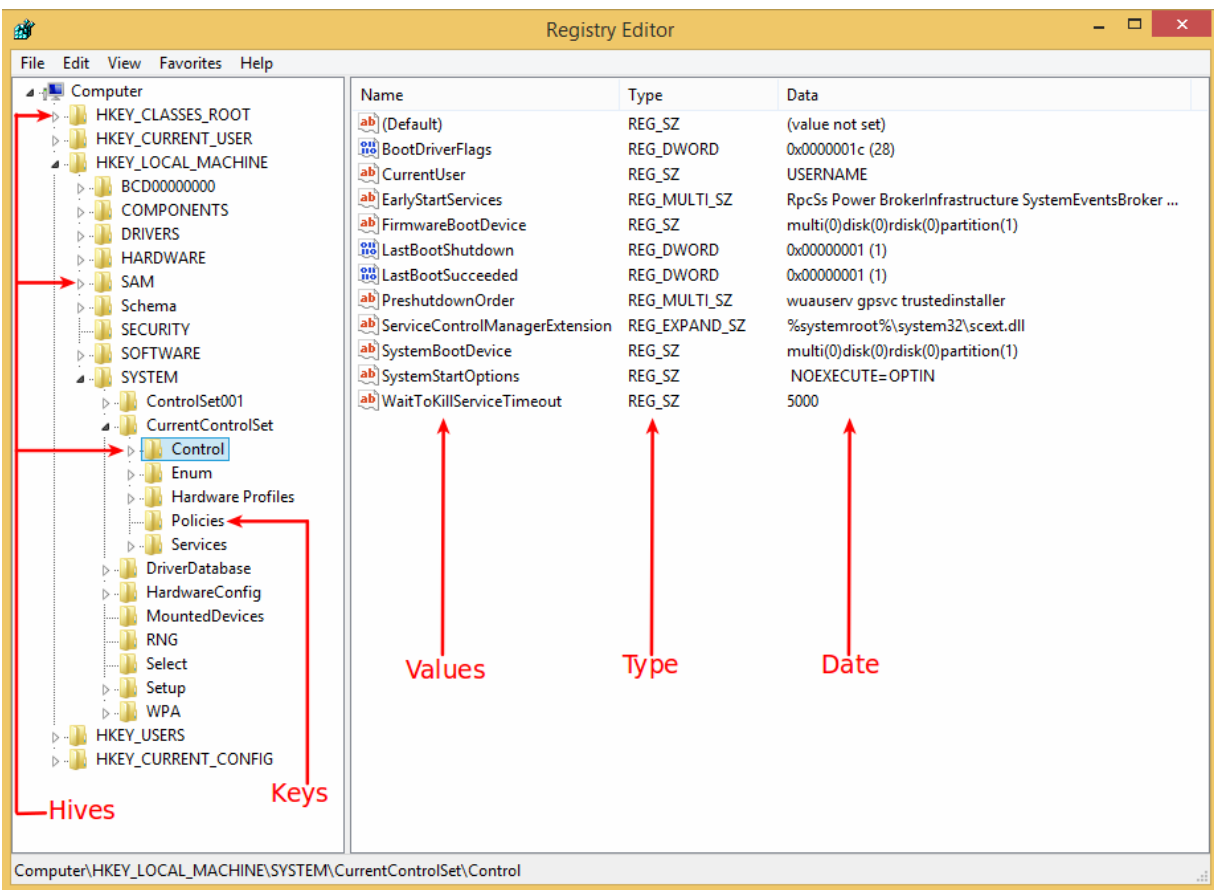 Registry Editor
File Edit View Favorites Help
Computer
HKEY_CLASSES_ROOT
HKEY_CURRENT_USER
HKEY_LOCAL_MACHINE
BCD00000000
COMPONENTS
DRIVERS
HARDWARE
SAM
Schema
SECURITY
SOFTWARE
SYSTEM
ControlSet001
CurrentControlSet
Control
Enum
Hardware Profiles
Policies
Services
DriverDatabase
HardwareConfig
MountedDevices
RNG
Select
Setup
WPA
HKEY_USERS
HKEY_CURRENT_CONFIG
Keys
Hives
Name Type Data
(Default) REG_SZ (value not set)
BootDriverFlags REG_DWORD 0x0000001c (28)
CurrentUser REG_SZ USERNAME
EarlyStartServices REG_MULTI_SZ RpcSs Power BrokerInfrastructure SystemEventsBroker ...
FirmwareBootDevice REG_SZ multi(0)disk(0)rdisk(0)partition(1)
LastBootShutdown REG_DWORD 0x00000001 (1)
LastBootSucceeded REG_DWORD 0x00000001 (1)
PreshutdownOrder REG_MULTI_SZ wuauserv gpsvc trustedinstaller
ServiceControlManagerExtension REG_EXPAND_SZ %systemroot%\system32\scext.dll
SystemBootDevice REG_SZ multi(0)disk(0)rdisk(0)partition(1)
SystemStartOptions REG_SZ NOEXECUTE=OPTIN
WaitToKillServiceTimeout REG_SZ 5000
Values Type Date
Computer\HKEY_LOCAL_MACHINE\SYSTEM\CurrentControlSet\Control